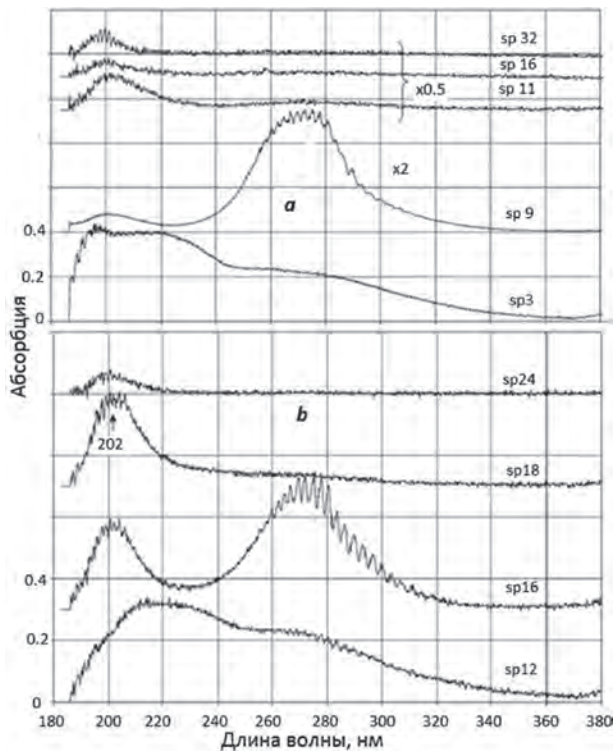 sp 32
sp 16
sp 11
x0.5
x2
a
sp 9
0.4
0.2
sp3
0
Абсорбция
sp24
b
202
sp18
sp16
0.4
0.2
sp12
0
180 200 220 240 260 280 300 320 340 360 380
Длина волны, нм